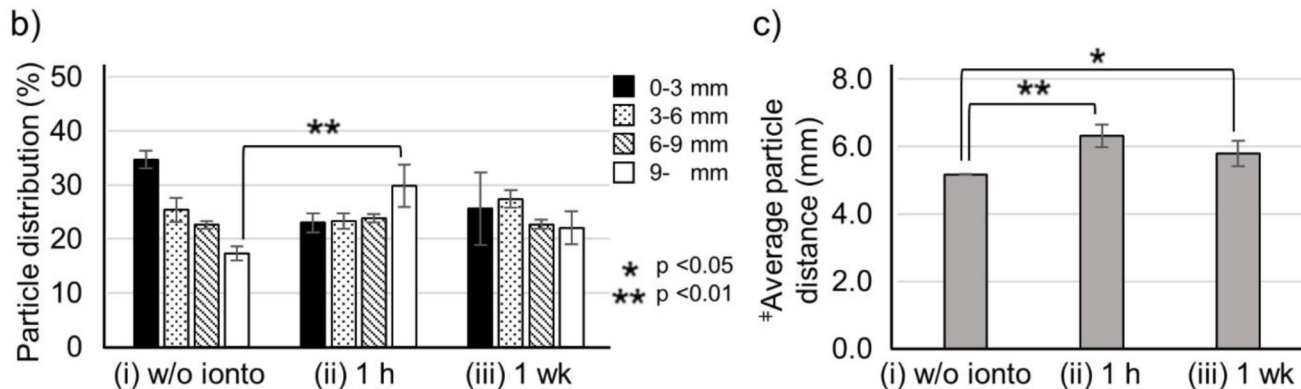 b)
Particle distribution (%)
50
40
30
20
10
0
(i) w/o ionto
(ii) 1 h
(iii) 1 wk
**
0-3 mm
3-6 mm
6-9 mm
9- mm
* p <0.05
** p <0.01
c)
‡Average particle
distance (mm)
8.0
6.0
4.0
2.0
0.0
*
**
(i) w/o ionto
(ii) 1 h
(iii) 1 wk